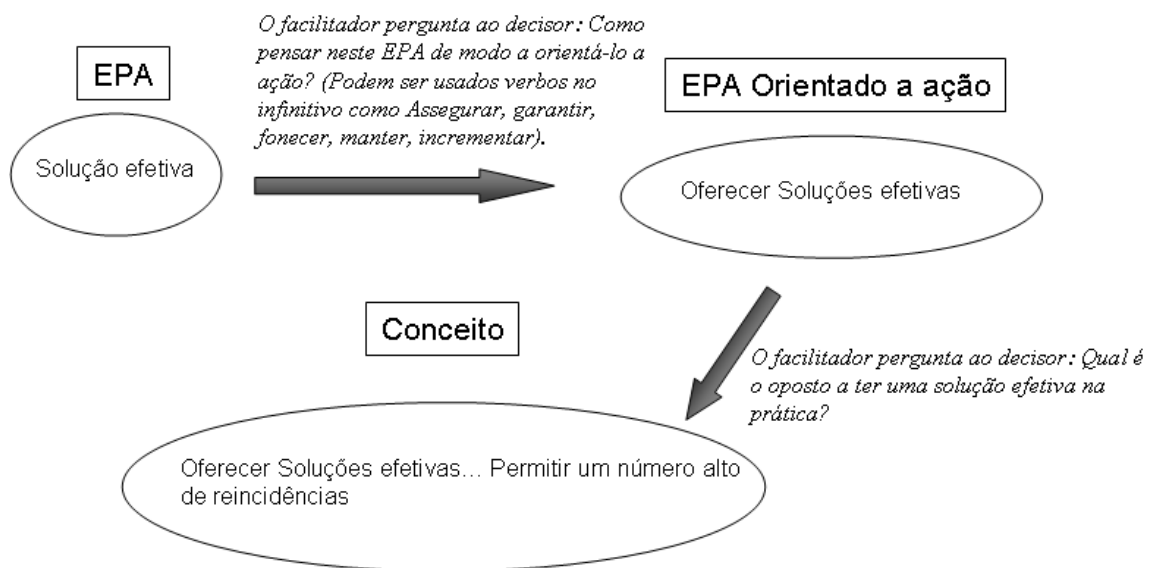 EPA
O facilitador pergunta ao decisor: Como
pensar neste EPA de modo a orientá-lo a
ação? (Podem ser usados verbos no
infinitivo como Assegurar, garantir,
fonecer, manter, incrementar).
EPA Orientado a ação
Solução efetiva
Oferecer Soluções efetivas
Conceito
O facilitador pergunta ao decisor: Qual é
o oposto a ter uma solução efetiva na
prática?
Oferecer Soluções efetivas... Permitir um número alto
de reincidências